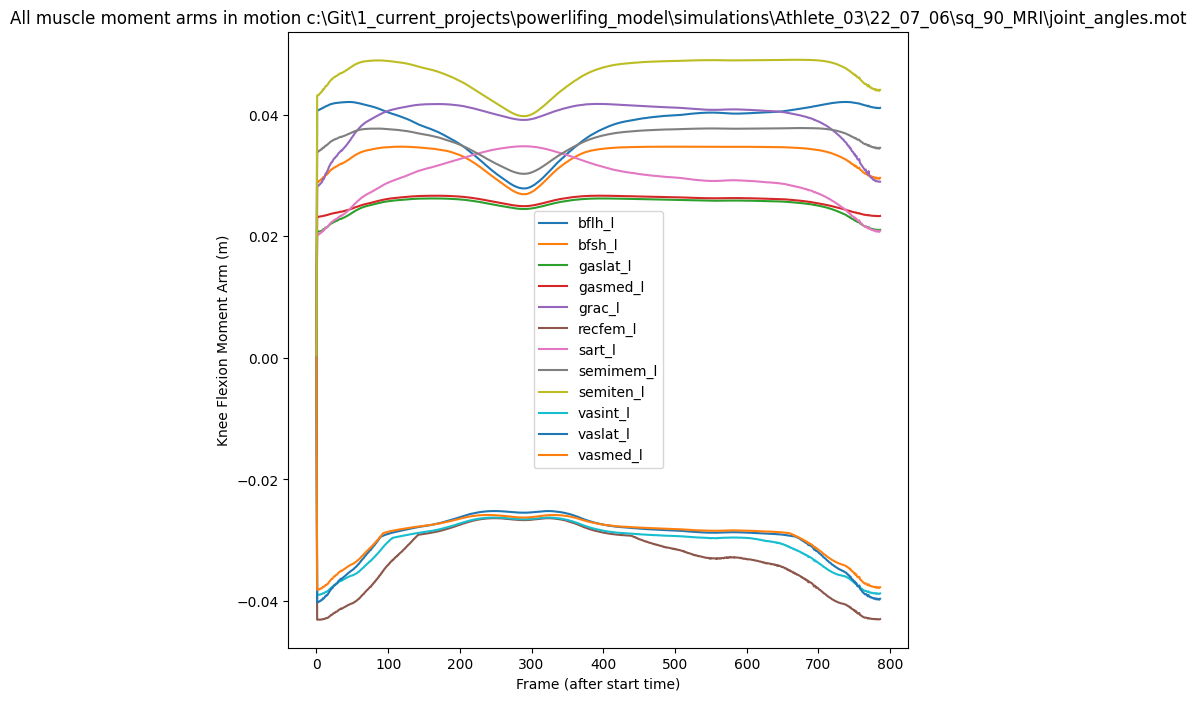 All muscle moment arms in motion c:\Git\1_current_projects\powerlifing_model\simulations\Athlete_03\22_07_06\sq_90_MRI\joint_angles.mot
Knee Flexion Moment Arm (m)
0.04
0.02
0.00
−0.02
−0.04
bflh_l
bfsh_l
gaslat_l
gasmed_l
grac_l
recfem_l
sart_l
semimem_l
semiten_l
vasint_l
vaslat_l
vasmed_l
0 100 200 300 400 500 600 700 800
Frame (after start time)